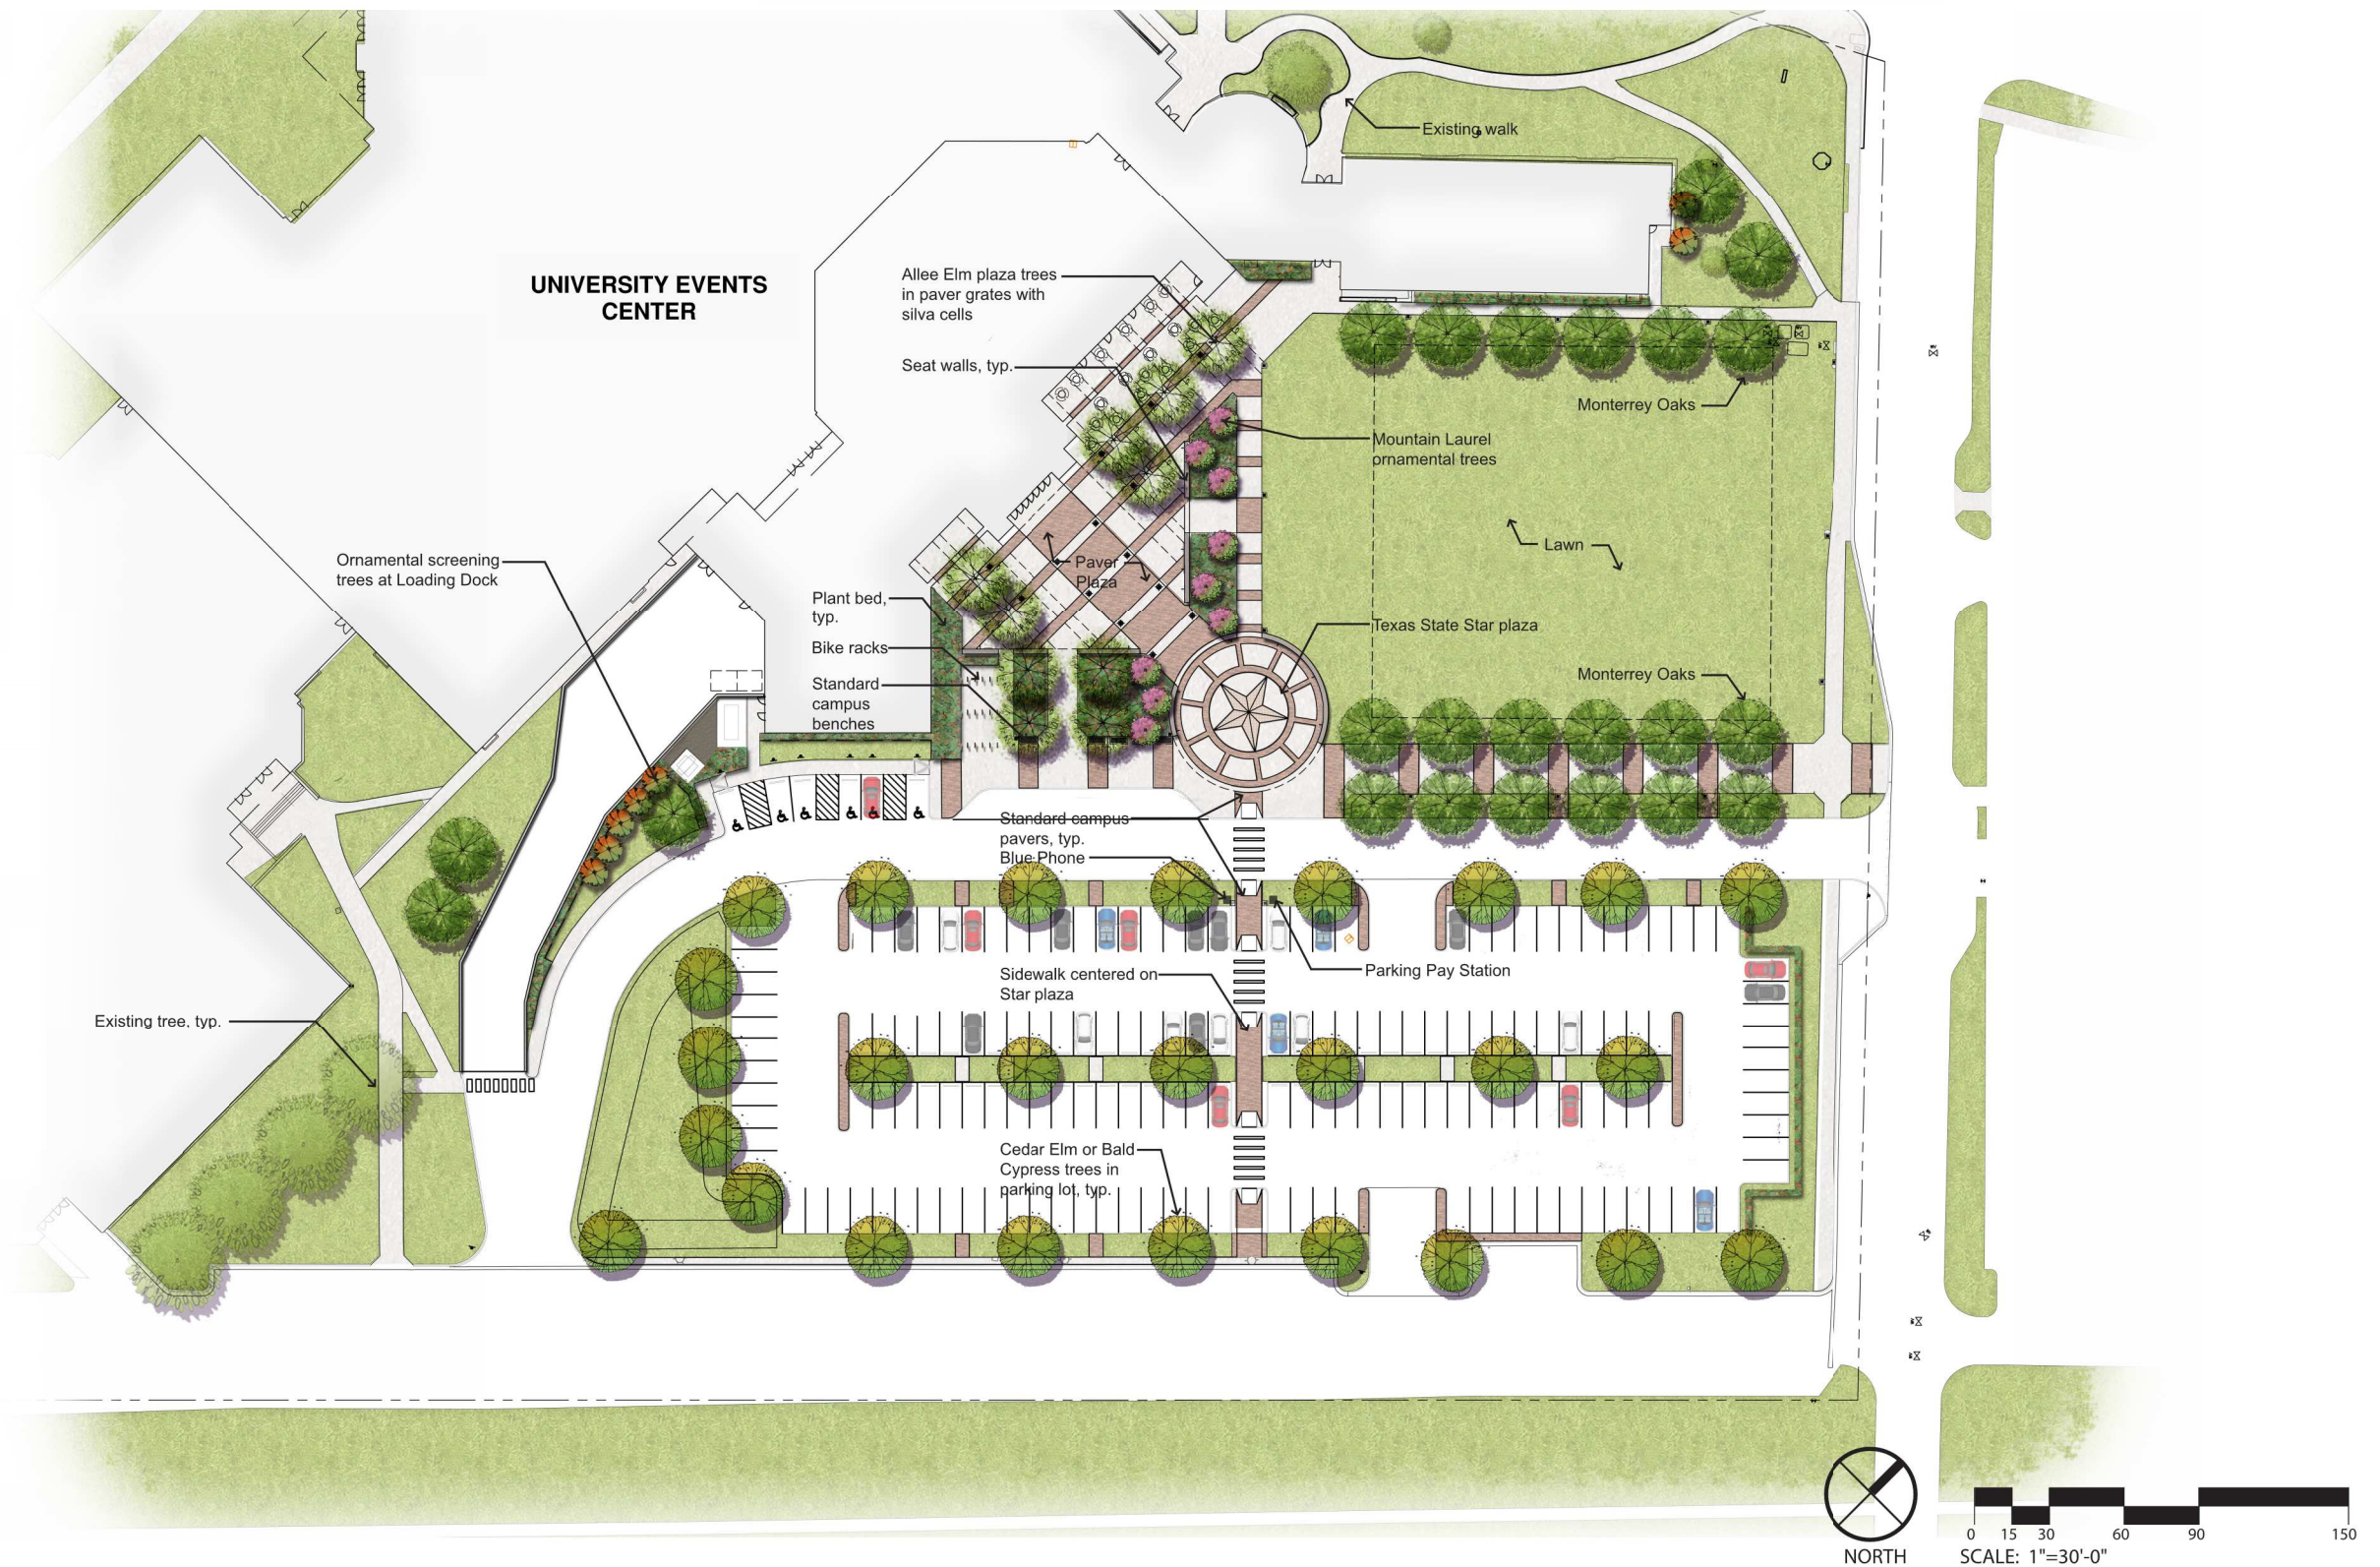 Existing walk
UNIVERSITY EVENTS
CENTER
Allee Elm plaza trees
in paver grates with
silva cells
Seat walls, typ.
Monterrey Oaks
Mountain Laurel
ornamental trees
Lawn
Ornamental screening
trees at Loading Dock
Paver
Plaza
Plant bed,
typ.
Texas State Star plaza
Bike racks
Monterrey Oaks
Standard
campus
benches
Standard campus
pavers, typ.
Blue Phone
Parking Pay Station
Sidewalk centered on
Star plaza
Existing tree, typ.
Cedar Elm or Bald
Cypress trees in
parking lot, typ.
0 15 30 60 90 150
NORTH
SCALE: 1"=30'-0"